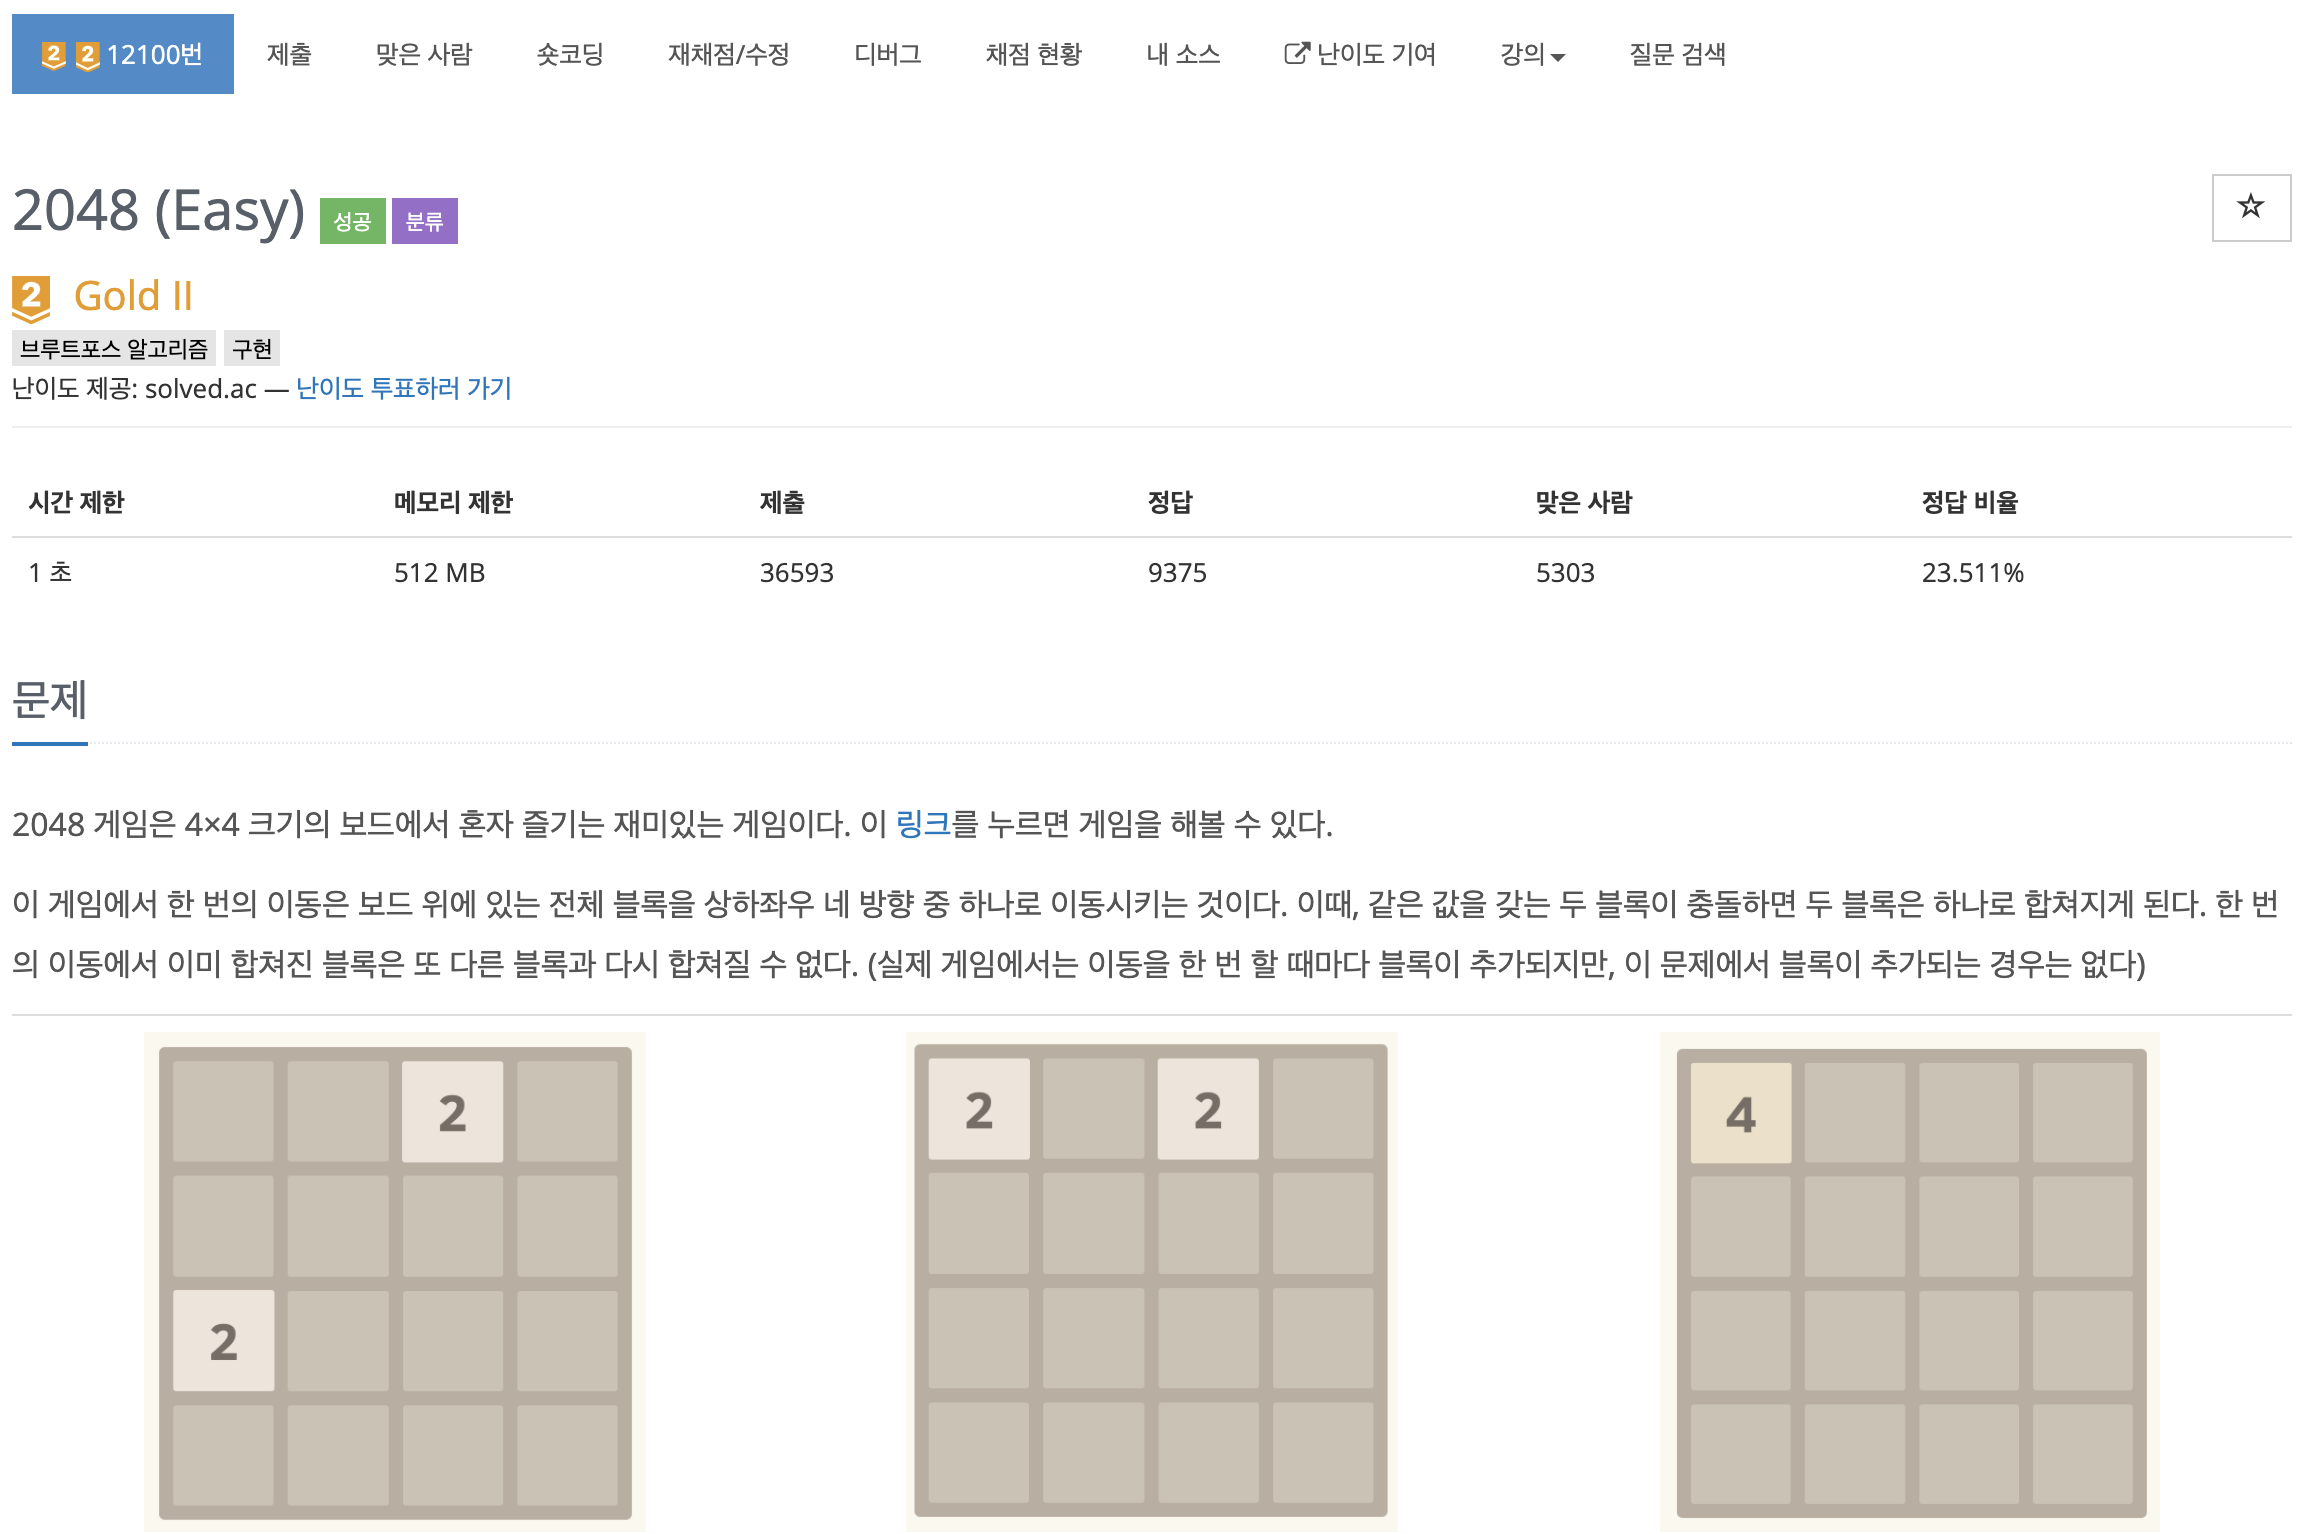 2 2 12100번 제출 맞은 사람 숏코딩 재채점/수정 디버그 채점 현황 내 소스 난이도 기여 강의 질문 검색
2048 (Easy) 성공 분류
2 Gold II
브루트포스 알고리즘 구현
난이도 제공: solved.ac — 난이도 투표하러 가기
시간 제한 메모리 제한 제출 정답 맞은 사람 정답 비율
1 초 512 MB 36593 9375 5303 23.511%
문제
2048 게임은 4×4 크기의 보드에서 혼자 즐기는 재미있는 게임이다. 이 링크를 누르면 게임을 해볼 수 있다.
이 게임에서 한 번의 이동은 보드 위에 있는 전체 블록을 상하좌우 네 방향 중 하나로 이동시키는 것이다. 이때, 같은 값을 갖는 두 블록이 충돌하면 두 블록은 하나로 합쳐지게 된다. 한 번
의 이동에서 이미 합쳐진 블록은 또 다른 블록과 다시 합쳐질 수 없다. (실제 게임에서는 이동을 한 번 할 때마다 블록이 추가되지만, 이 문제에서 블록이 추가되는 경우는 없다)
2 2 2 4
2